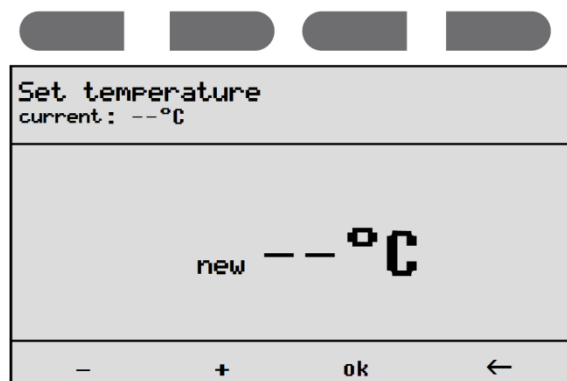 Set temperature
current: --°C
new --°C
- + ok ←